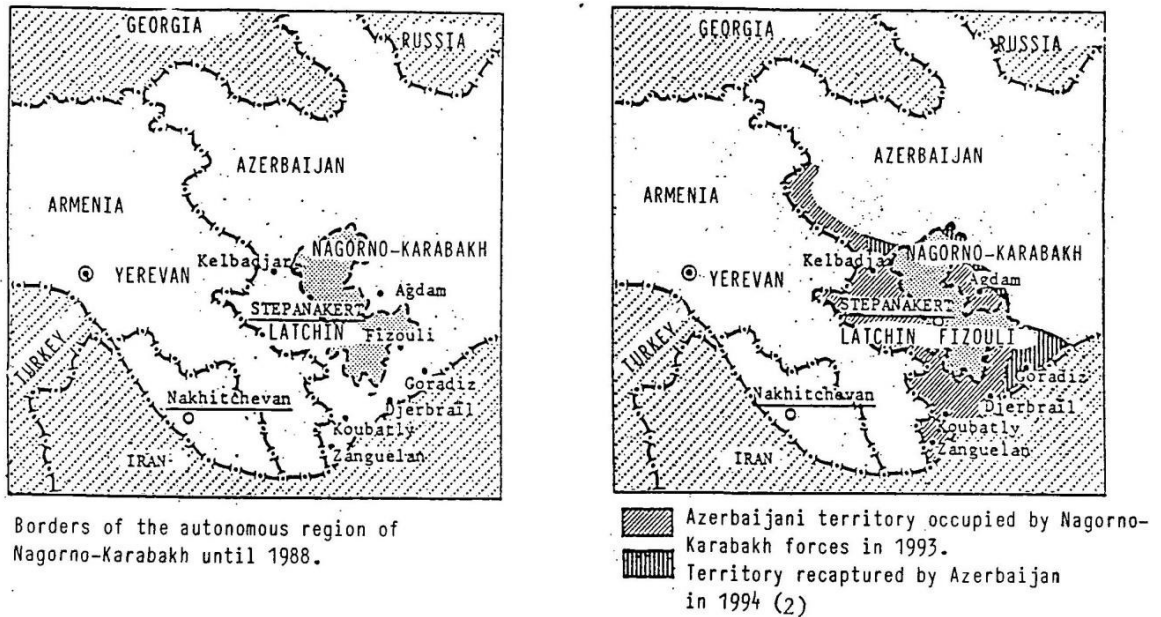 GEORGIA
RUSSIA
AZERBAIJAN
ARMENIA
NAGORNO-KARABAKH
Kelbadjar
YEREVAN
Agdam
STEPANAKERT
LATCHIN
Fizouli
TURKEY
Goradiz
Nakhitchevan
Djerbraïl
Koubatly
Zanguelan
IRAN
Borders of the autonomous region of
Nagorno-Karabakh until 1988.
GEORGIA
RUSSIA
AZERBAIJAN
ARMENIA
NAGORNO-KARABAKH
Kelbadja
YEREVAN
Agdam
STEPANAKERT
LATCHIN FIZOULI
TURKEY
Goradiz
Nakhitchevan
Djerbraïl
Koubatly
Zanguelan
IRAN
Azerbaijani territory occupied by Nagorno-
Karabakh forces in 1993.
Territory recaptured by Azerbaijan
in 1994 (2)